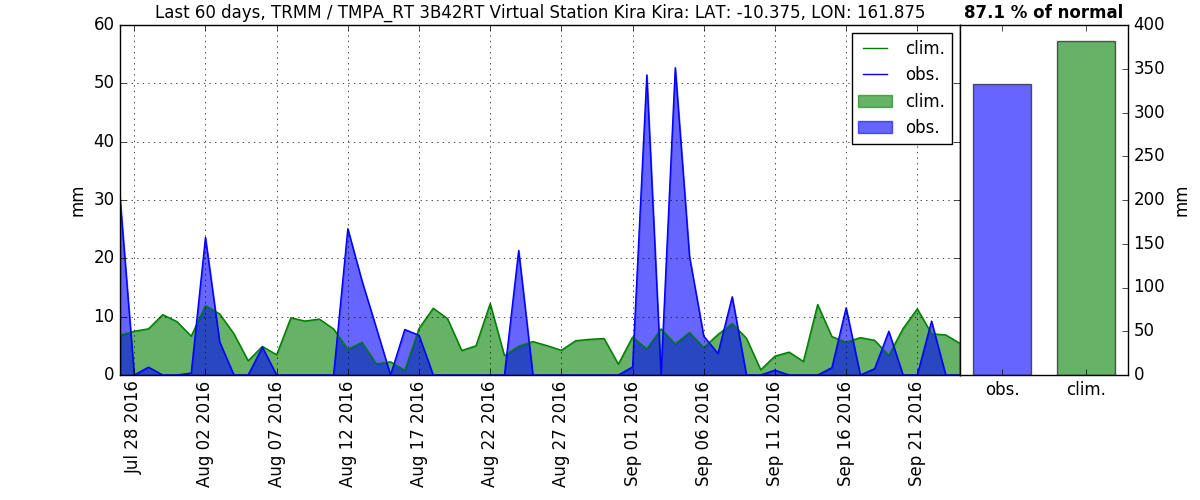 Last 60 days, TRMM / TMPA_RT 3B42RT Virtual Station Kira Kira: LAT: -10.375, LON: 161.875
87.1 % of normal
60
50
40
30
20
10
0
mm
clim.
obs.
clim.
obs.
400
350
300
250
200
150
100
50
0
mm
obs.
clim.
Jul 28 2016
Aug 02 2016
Aug 07 2016
Aug 12 2016
Aug 17 2016
Aug 22 2016
Aug 27 2016
Sep 01 2016
Sep 06 2016
Sep 11 2016
Sep 16 2016
Sep 21 2016